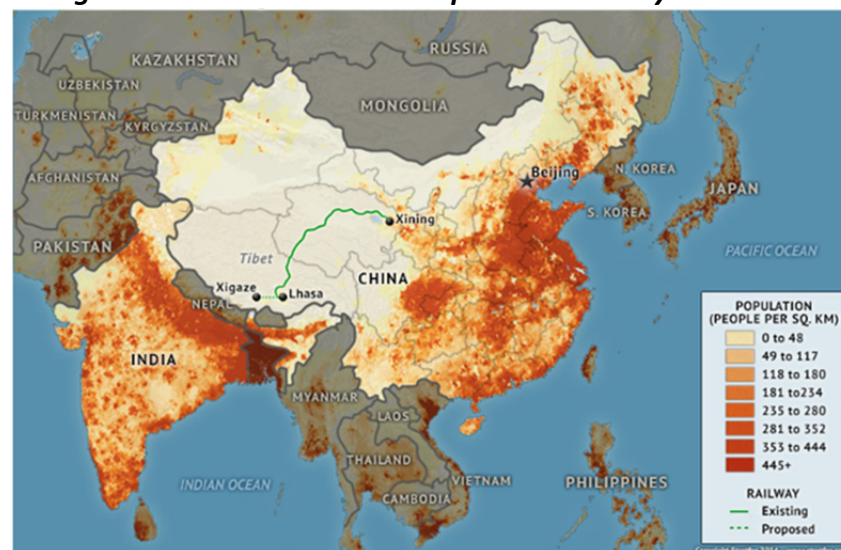 RUSSIA
KAZAKHSTAN
UZBEKISTAN
MONGOLIA
TURKMENISTAN
KYRGYZSTAN
Beijing
N. KOREA
AFGHANISTAN
JAPAN
S. KOREA
Xining
PAKISTAN
PACIFIC OCEAN
Tibet
CHINA
Xigaze
Lhasa
NEPAL
INDIA
MYANMAR
LAOS
INDIAN OCEAN
THAILAND
VIETNAM
PHILIPPINES
CAMBODIA
POPULATION
(PEOPLE PER SQ. KM)
0 to 48
49 to 117
118 to 180
181 to234
235 to 280
281 to 352
353 to 444
445+
RAILWAY
Existing
Proposed